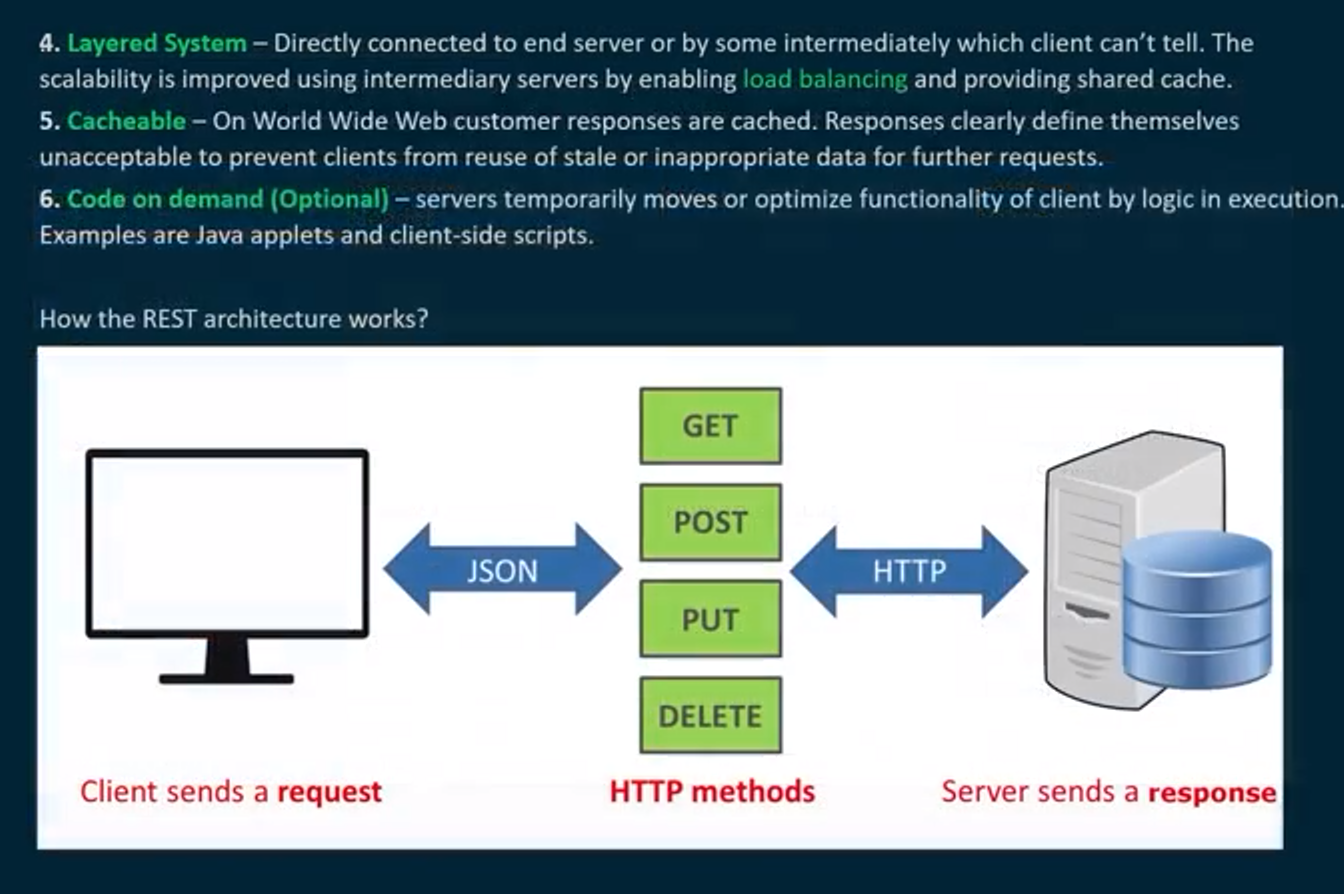 4. Layered System – Directly connected to end server or by some intermediately which client can't tell. The
scalability is improved using intermediary servers by enabling load balancing and providing shared cache.
5. Cacheable – On World Wide Web customer responses are cached. Responses clearly define themselves
unacceptable to prevent clients from reuse of stale or inappropriate data for further requests.
6. Code on demand (Optional) – servers temporarily moves or optimize functionality of client by logic in execution.
Examples are Java applets and client-side scripts.
How the REST architecture works?
GET
POST
JSON
HTTP
PUT
DELETE
Client sends a request
HTTP methods
Server sends a response